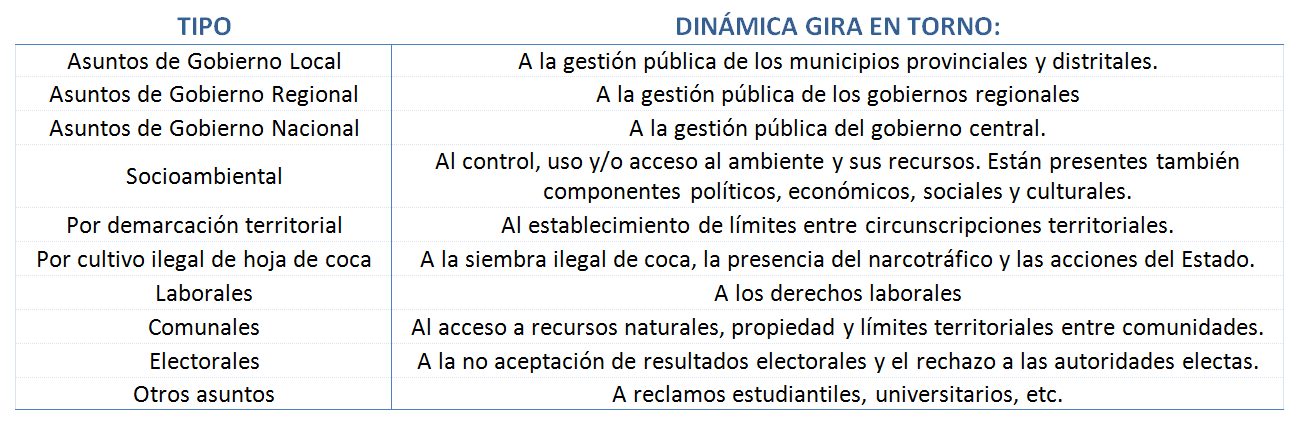 TIPO DINÁMICA GIRA EN TORNO:
Asuntos de Gobierno Local A la gestión pública de los municipios provinciales y distritales.
Asuntos de Gobierno Regional A la gestión pública de los gobiernos regionales
Asuntos de Gobierno Nacional A la gestión pública del gobierno central.
Socioambiental Al control, uso y/o acceso al ambiente y sus recursos. Están presentes también
componentes políticos, económicos, sociales y culturales.
Por demarcación territorial Al establecimiento de límites entre circunscripciones territoriales.
Por cultivo ilegal de hoja de coca A la siembra ilegal de coca, la presencia del narcotráfico y las acciones del Estado.
Laborales A los derechos laborales
Comunales Al acceso a recursos naturales, propiedad y límites territoriales entre comunidades.
Electorales A la no aceptación de resultados electorales y el rechazo a las autoridades electas.
Otros asuntos A reclamos estudiantiles, universitarios, etc.